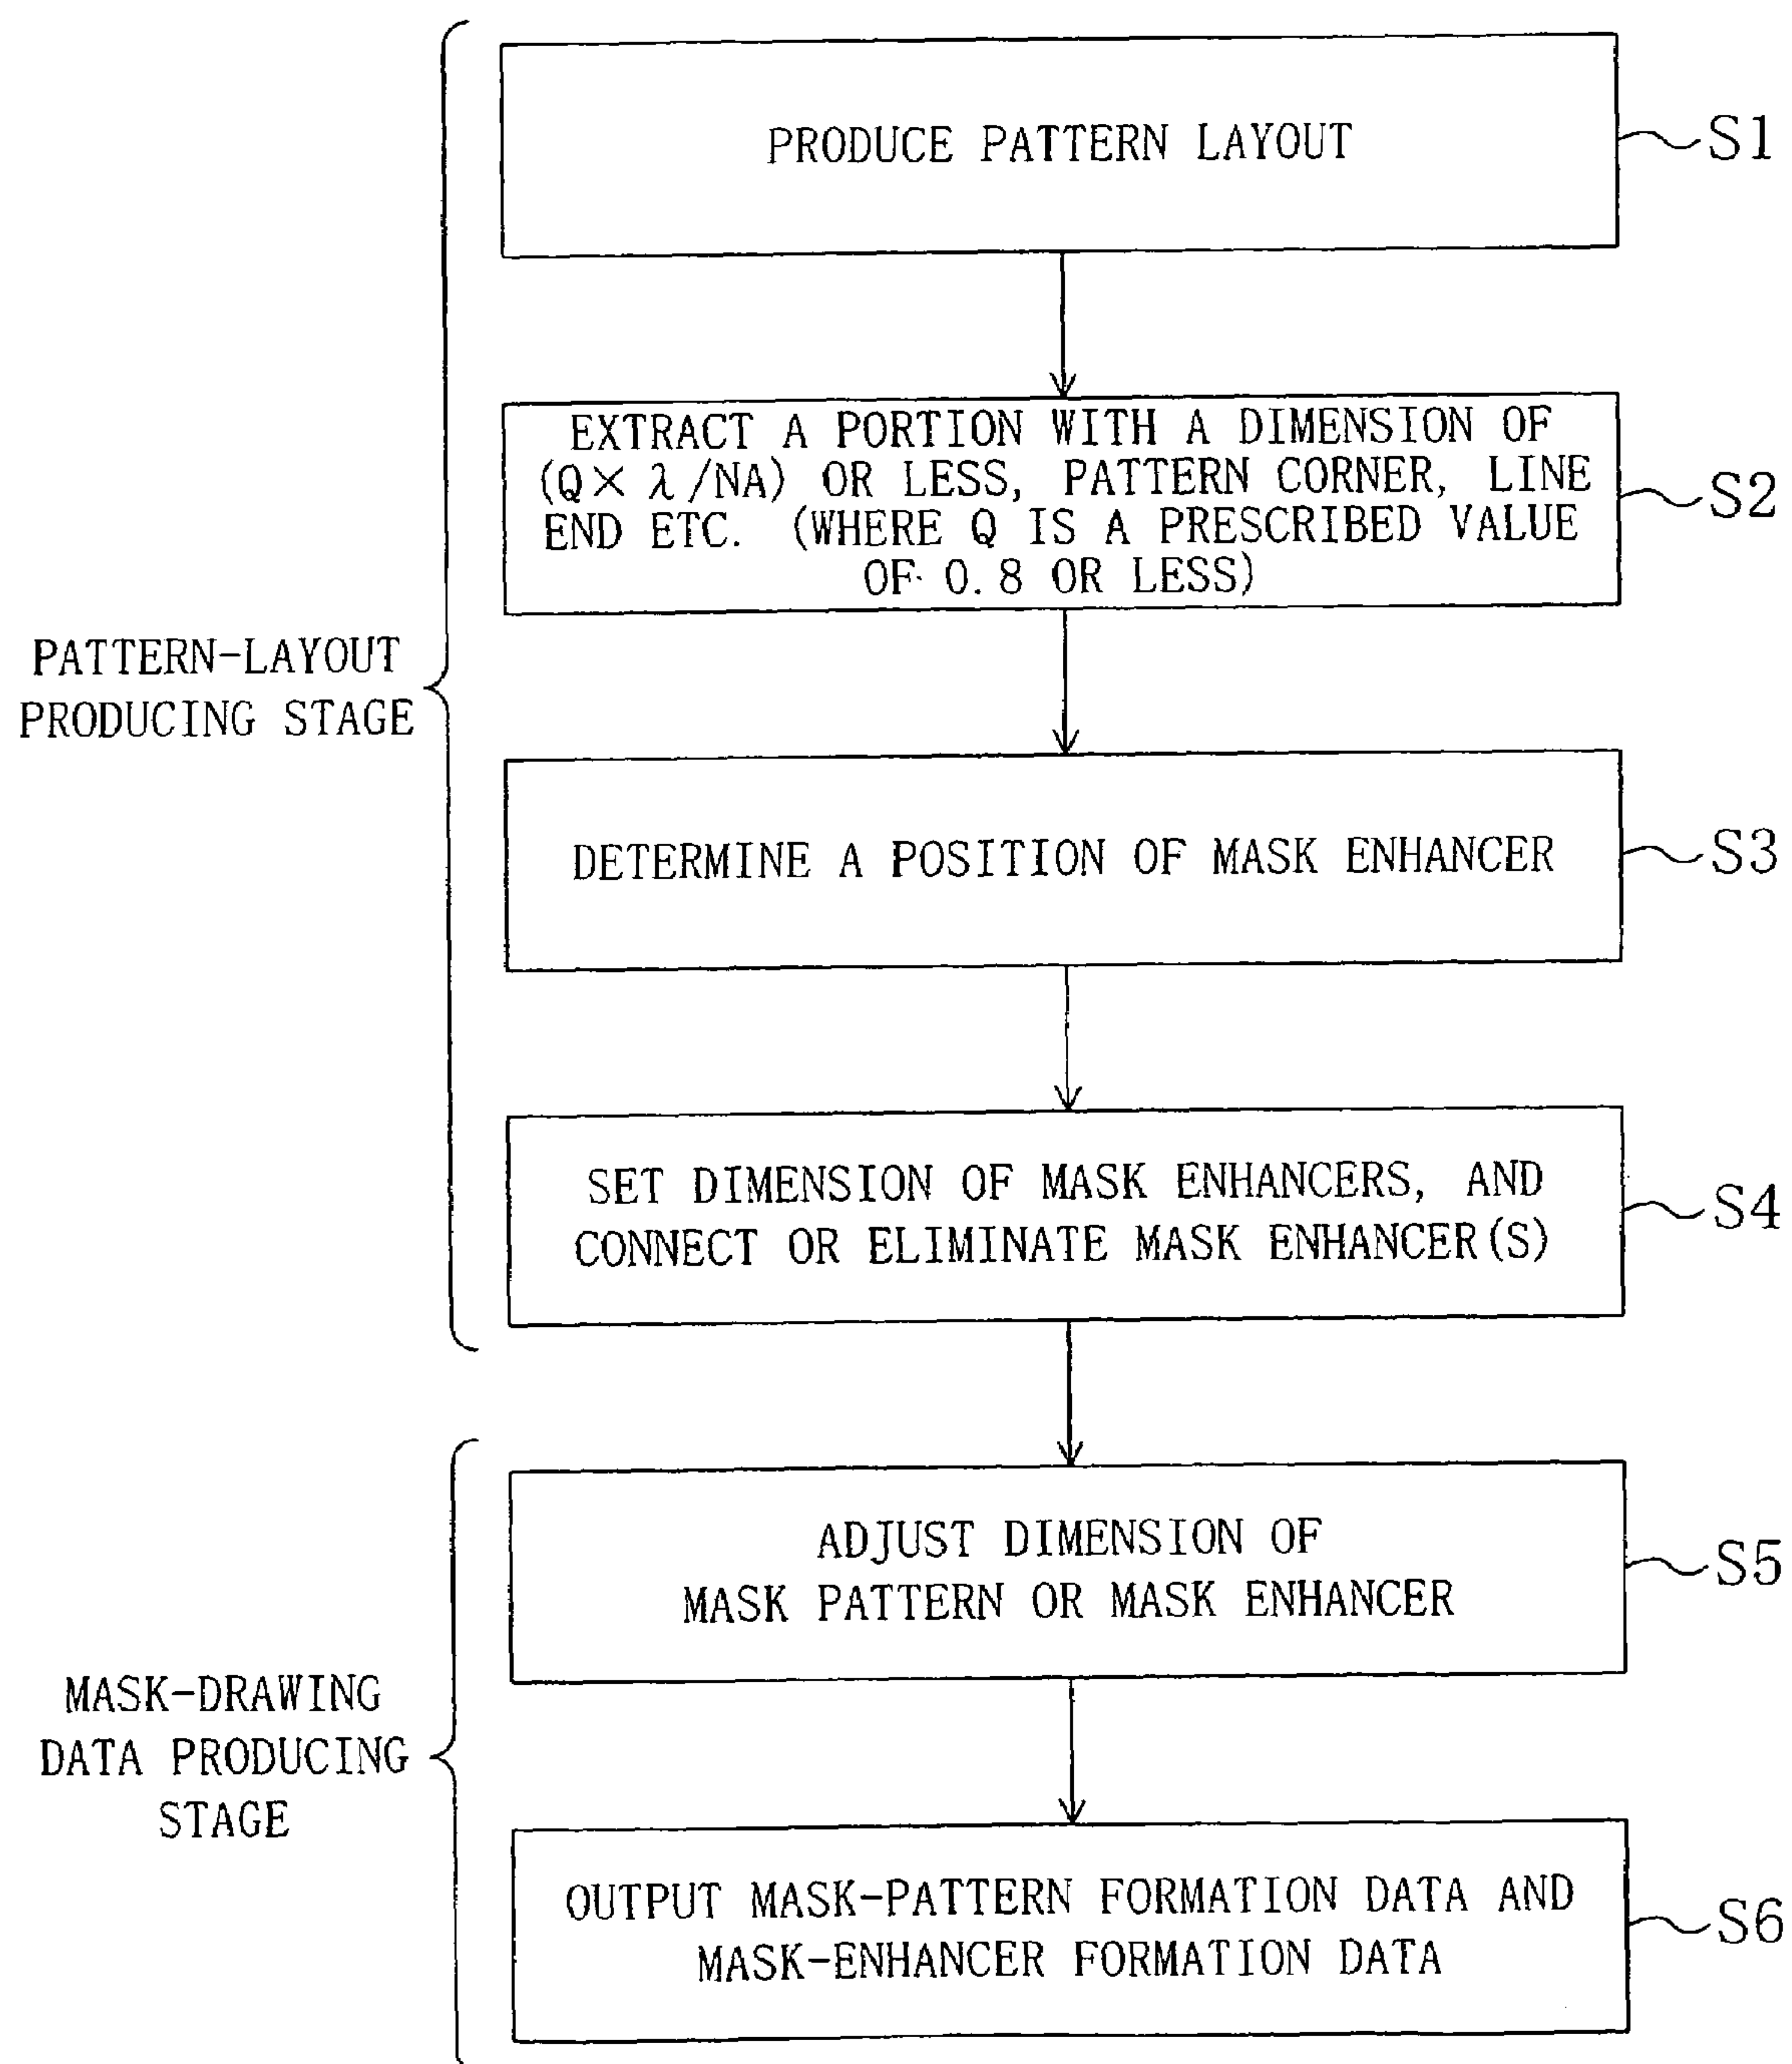 PRODUCE PATTERN LAYOUT
S1
EXTRACT A PORTION WITH A DIMENSION OF
(Q× λ/NA) OR LESS, PATTERN CORNER, LINE
END ETC. (WHERE Q IS A PRESCRIBED VALUE
OF 0.8 OR LESS)
S2
PATTERN-LAYOUT
PRODUCING STAGE
DETERMINE A POSITION OF MASK ENHANCER
S3
SET DIMENSION OF MASK ENHANCERS, AND
CONNECT OR ELIMINATE MASK ENHANCER(S)
S4
ADJUST DIMENSION OF
MASK PATTERN OR MASK ENHANCER
S5
MASK-DRAWING
DATA PRODUCING
STAGE
OUTPUT MASK-PATTERN FORMATION DATA AND
MASK-ENHANCER FORMATION DATA
S6